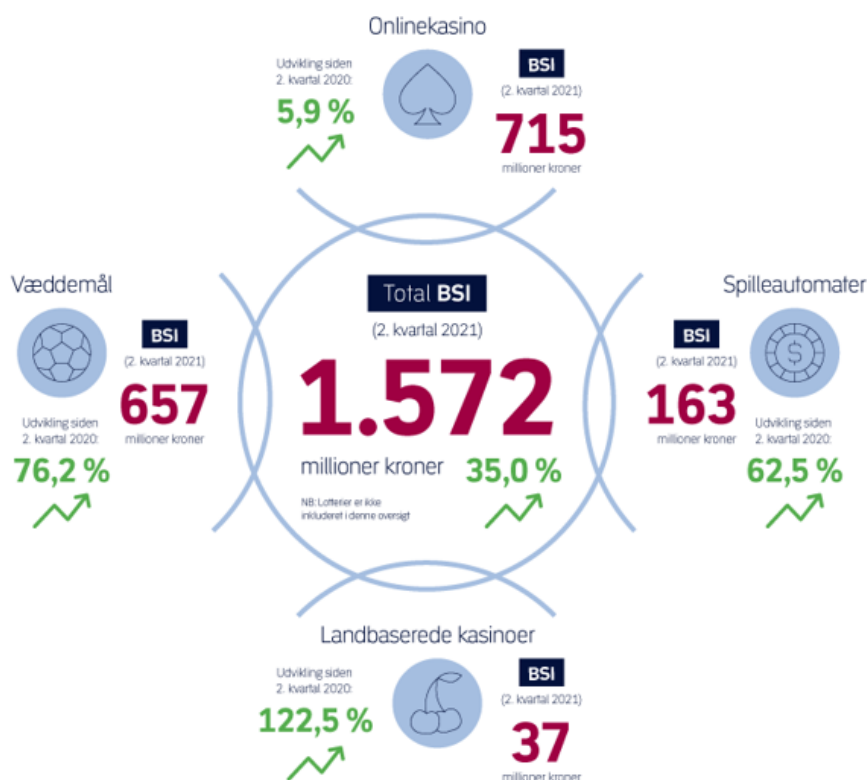 Onlinekasino
Udvikling siden
2. kvartal 2020:
5,9 %
BSI
(2. kvartal 2021)
715
millioner kroner
Væddemål
BSI
(2. kvartal 2021)
657
millioner kroner
Udvikling siden
2. kvartal 2020:
76,2 %
Total BSI
(2. kvartal 2021)
1.572
millioner kroner
35,0 %
NB: Lotterier er ikke
inkluderet i denne oversigt
Spilleautomater
BSI
(2. kvartal 2021)
163
millioner kroner
Udvikling siden
2. kvartal 2020:
62,5 %
Landbaserede kasinoer
Udvikling siden
2. kvartal 2020:
122,5 %
BSI
(2. kvartal 2021)
37
millioner kroner
$